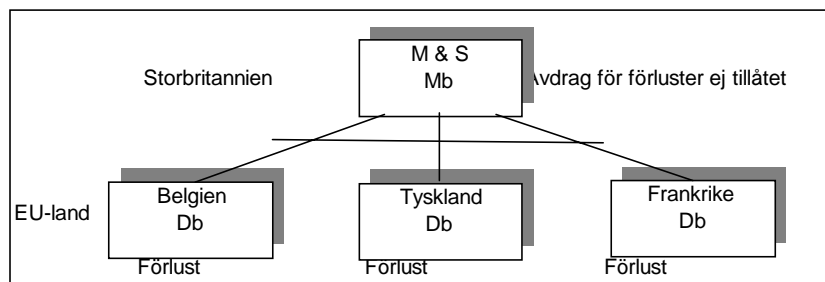 M & S
Storbritannien Mb Avdrag för förluster ej tillåtet
Belgien Tyskland Frankrike
EU-land Db Db Db
Förlust Förlust Förlust